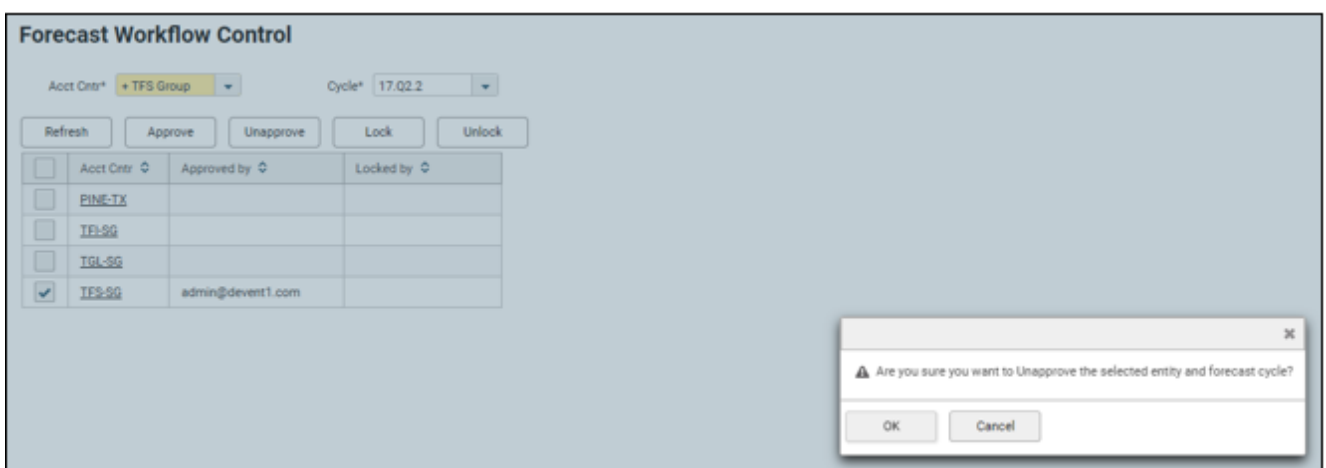 Forecast Workflow Control
Acct Cntr* + TFS Group Cycle* 17.Q2.2
Refresh Approve Unapprove Lock Unlock
Acct Cntr Approved by Locked by
PINE-TX
TFI-SG
TGL-SG
TFS-SG admin@devent1.com
Are you sure you want to Unapprove the selected entity and forecast cycle?
OK Cancel